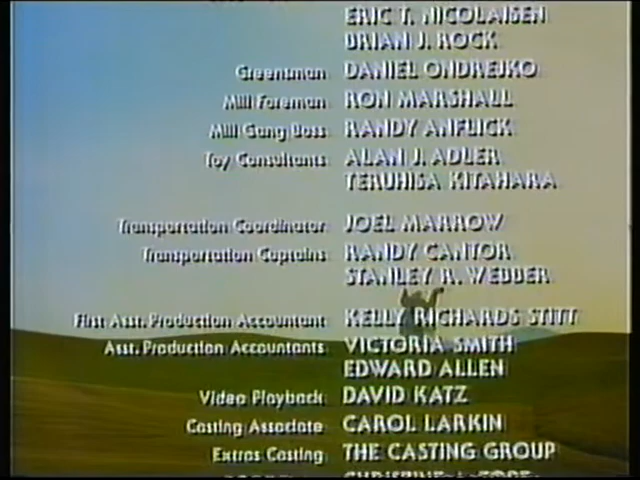 ERIC T. NICOLAISEN
BRIAN J. ROCK
Greensman DANIEL ONDREJKO
Mill Foreman RON MARSHALL
Mill Gang Boss RANDY ANFLICK
Toy Consultants ALAN J. ADLER
TERUHISA KITAHARA
Transportation Coordinator JOEL MARROW
Transportation Captains RANDY CANTOR
STANLEY R. WEBBER
First Asst. Production Accountant KELLY RICHARDS STITT
Asst. Production Accountants VICTORIA SMITH
EDWARD ALLEN
Video Playback DAVID KATZ
Casting Associate CAROL LARKIN
Extras Casting THE CASTING GROUP